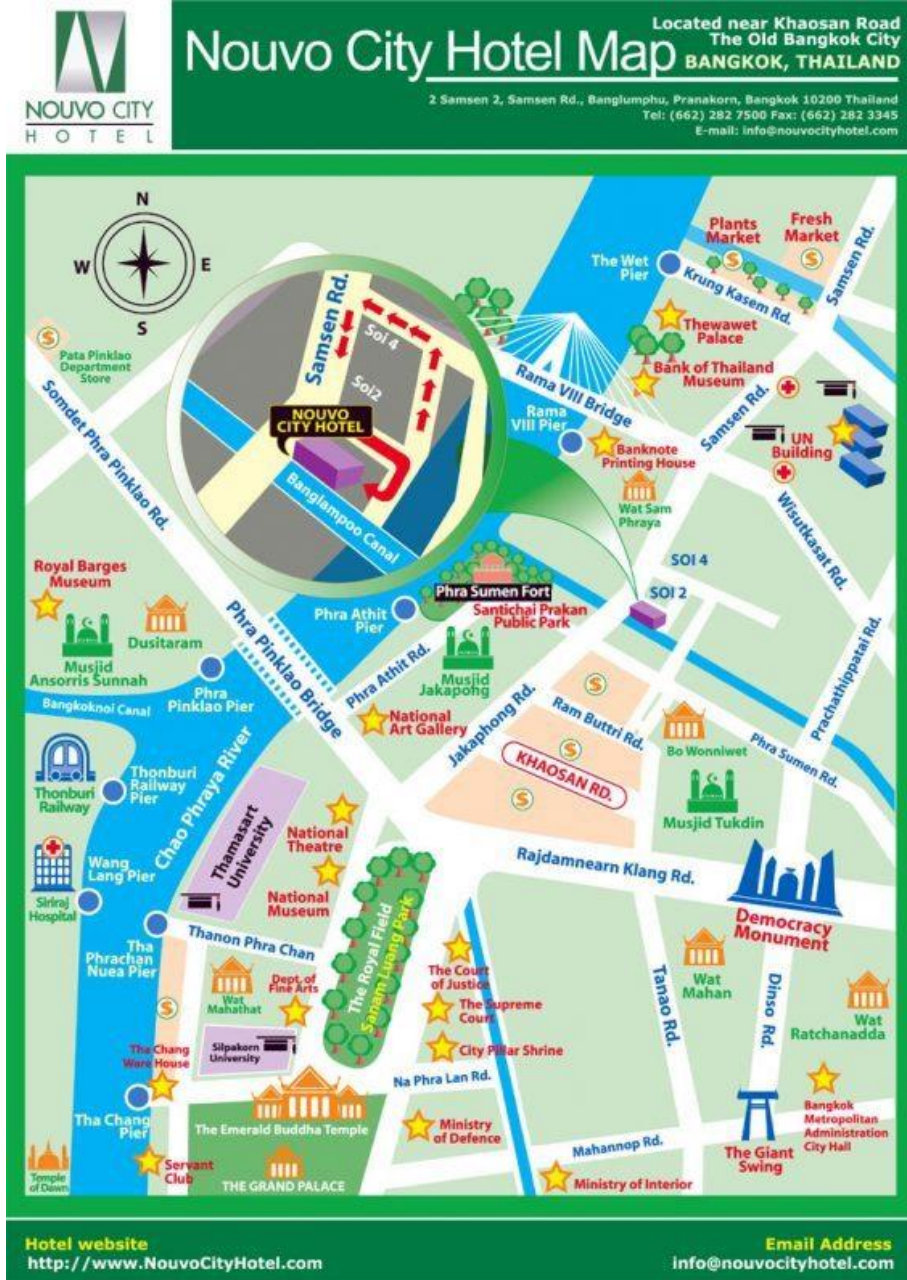 NOUVO CITY
HOTEL
Nouvo City Hotel Map
Located near Khaosan Road
The Old Bangkok City
BANGKOK, THAILAND
2 Samsen 2, Samsen Rd., Banglumphu, Pranakorn, Bangkok 10200 Thailand
Tel: (662) 282 7500 Fax: (662) 282 3345
E-mail: info@nouvocityhotel.com
N
W
E
S
Plants
Market
Fresh
Market
Samsen Rd.
The Wet
Pier
Krung Kasem Rd.
Thewawet
Palace
Bank of Thailand
Museum
Pata Pinklao
Department
Store
Samsen Rd.
Soi 4
Soi2
NOUVO
CITY HOTEL
Banglampoo Canal
Rama VIII Bridge
Rama
VIII Pier
Samsen Rd.
Banknote
Printing House
UN
Building
Wat Sam
Phraya
Wisutkasat Rd.
Somdet Phra Pinklao Rd.
SOI 4
SOI 2
Royal Barges
Museum
Dusitaram
Musjid
Ansorris Sunnah
Phra Athit
Pier
Phra Sumen Fort
Santichai Prakan
Public Park
Phra Pinklao Bridge
Phra
Pinklao Pier
Phra Athit Rd.
Musjid
Jakapong
Prachathippatai Rd.
Bangkoknoi Canal
National
Art Gallery
Jakaphong Rd.
Ram Buttri Rd.
Bo Wonniwet
Phra Sumen Rd.
KHAOSAN RD.
Musjid Tukdin
Thonburi
Railway
Thonburi
Railway
Pier
Chao Phraya River
Thamasart
University
National
Theatre
National
Museum
Rajdamnearn Klang Rd.
Siriraj
Hospital
Wang
Lang Pier
Tha
Phrachan
Nuea Pier
Thanon Phra Chan
The Royal Field
Sanam Luang Park
Democracy
Monument
Wat
Mahathat
Dept. of
Fine Arts
The Court
of Justice
The Supreme
Court
City Pillar Shrine
Tanao Rd.
Wat
Mahan
Dinso Rd.
Wat
Ratchanadda
Silpakorn
University
Tha Chang
Ware House
Na Phra Lan Rd.
Tha Chang
Pier
The Emerald Buddha Temple
Ministry
of Defence
Mahannop Rd.
The Giant
Swing
Bangkok
Metropolitan
Administration
City Hall
Temple
of Dawn
Servant
Club
THE GRAND PALACE
Ministry of Interior
Hotel website
http://www.NouvoCityHotel.com
Email Address
info@nouvocityhotel.com